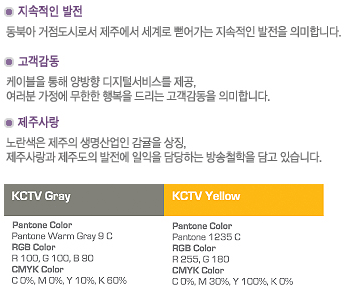 지속적인 발전
동북아 거점도시로서 제주에서 세계로 뻗어가는 지속적인 발전을 의미합니다.
고객감동
케이블을 통해 양방향 디지털서비스를 제공,
여러분 가정에 무한한 행복을 드리는 고객감동을 의미합니다.
제주사랑
노란색은 제주의 생명산업인 감귤을 상징,
제주사랑과 제주도의 발전에 일익을 담당하는 방송철학을 담고 있습니다.
KCTV Gray
KCTV Yellow
Pantone Color
Pantone Warm Gray 9 C
RGB Color
R 100, G 100, B 90
CMYK Color
C 0%, M 0%, Y 10%, K 60%
Pantone Color
Pantone 1235 C
RGB Color
R 255, G 180
CMYK Color
C 0%, M 30%, Y 100%, K 0%